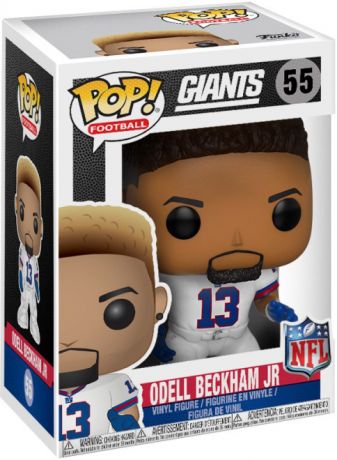 POP!
FOOTBALL
GIANTS
55
Funko
13
NFL
ODELL BECKHAM JR
VINYL FIGURE / FIGURINE EN VINYLE /
FIGURA DE VINIL
ODELL BECKHAM JR
55
13
13